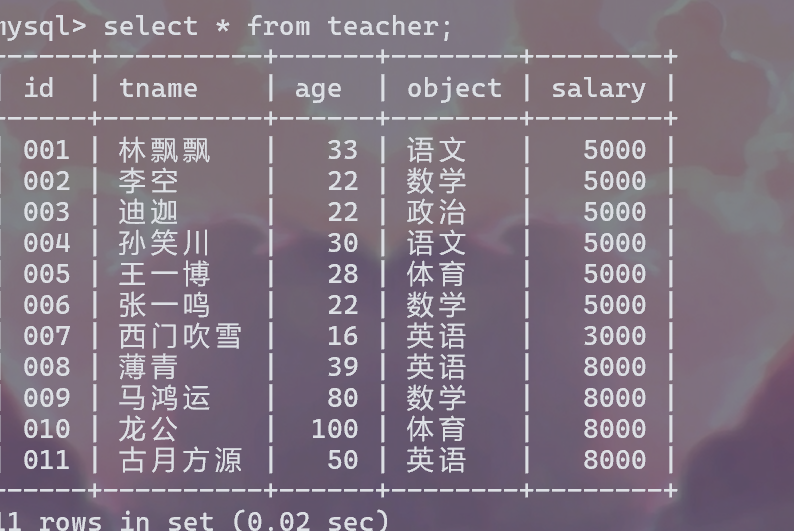 mysql> select * from teacher;
+-----+----------+-----+--------+--------+
| id | tname | age | object | salary |
+-----+----------+-----+--------+--------+
| 001 | 林飘飘 | 33 | 语文 | 5000 |
| 002 | 李空 | 22 | 数学 | 5000 |
| 003 | 迪迦 | 22 | 政治 | 5000 |
| 004 | 孙笑川 | 30 | 语文 | 5000 |
| 005 | 王一博 | 28 | 体育 | 5000 |
| 006 | 张一鸣 | 22 | 数学 | 5000 |
| 007 | 西门吹雪 | 16 | 英语 | 3000 |
| 008 | 薄青 | 39 | 英语 | 8000 |
| 009 | 马鸿运 | 80 | 数学 | 8000 |
| 010 | 龙公 | 100 | 体育 | 8000 |
| 011 | 古月方源 | 50 | 英语 | 8000 |
+-----+----------+-----+--------+--------+
11 rows in set (0.02 sec)